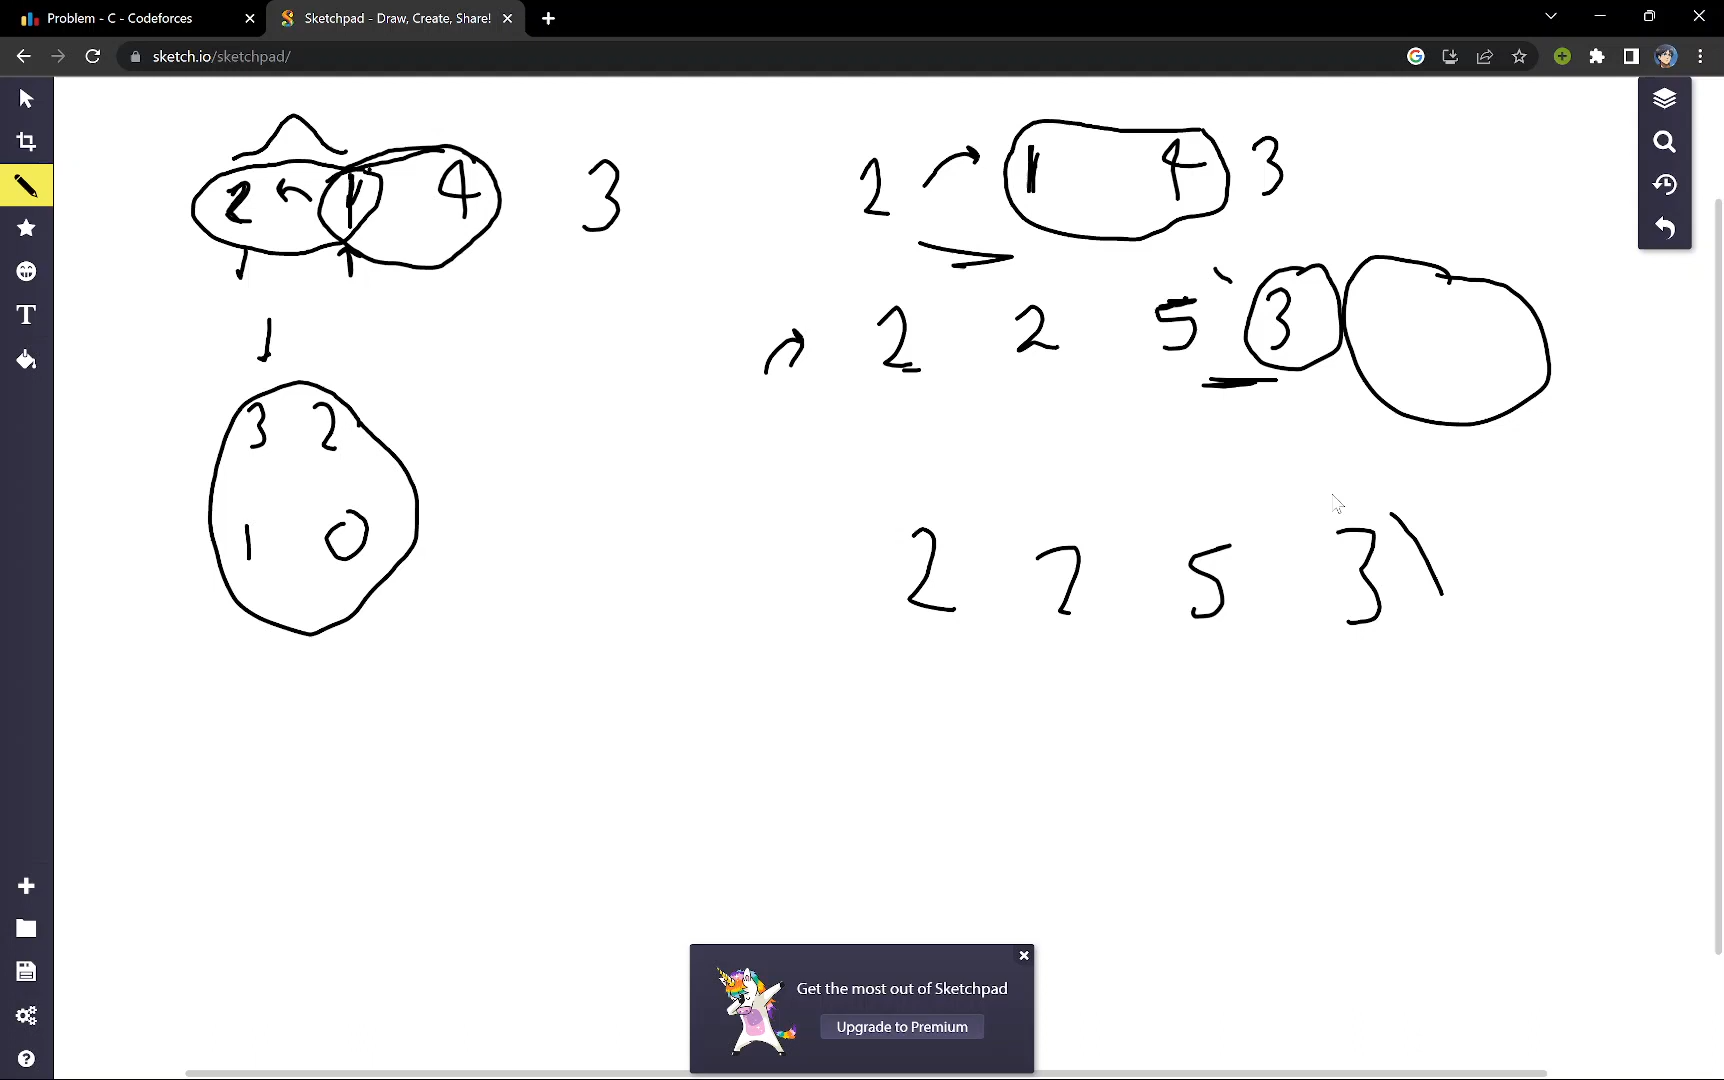 Problem - C - Codeforces
Sketchpad - Draw, Create, Share!
sketch.io/sketchpad/
2 1 4 3
2 1 4 3
2 2 5 3
1
3 2
1 0
2 2 5 3
Get the most out of Sketchpad
Upgrade to Premium